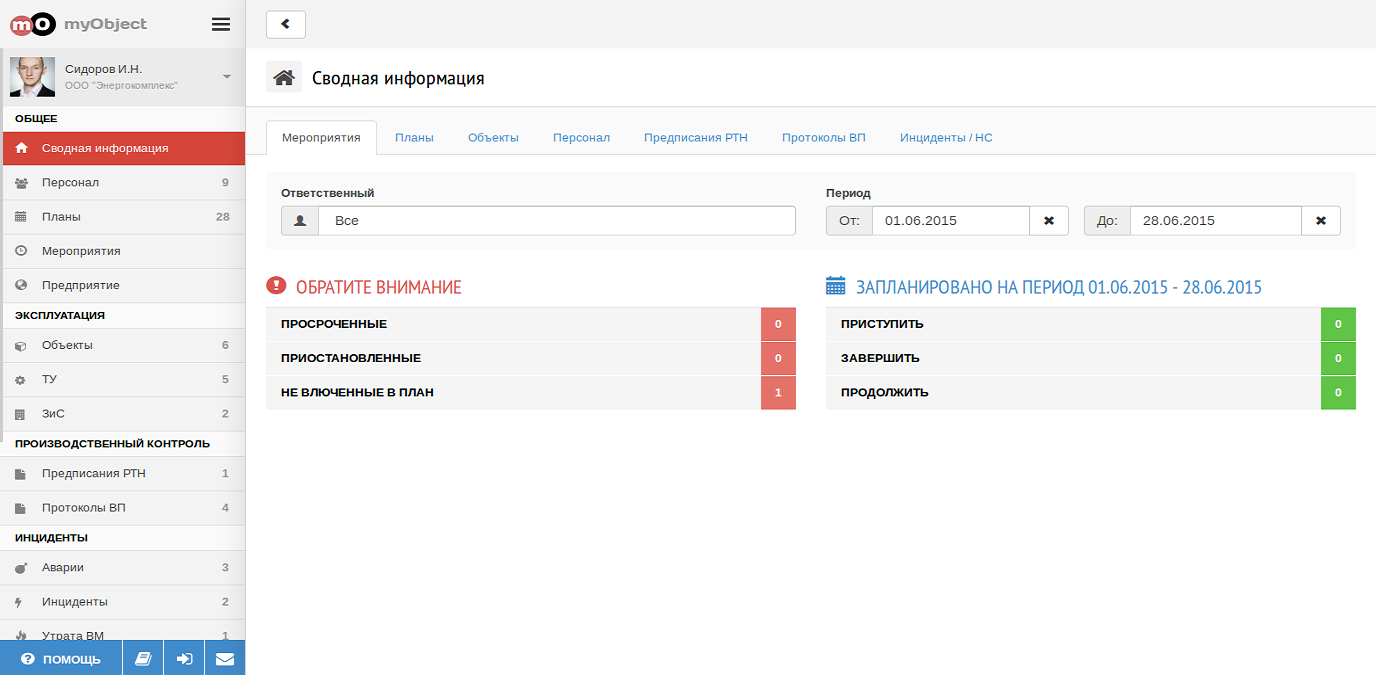 mO myObject
Сидоров И.Н.
ООО "Энергокомплекс"
ОБЩЕЕ
Сводная информация
Персонал 9
Планы 28
Мероприятия
Предприятие
ЭКСПЛУАТАЦИЯ
Объекты 6
ТУ 5
ЗиС 2
ПРОИЗВОДСТВЕННЫЙ КОНТРОЛЬ
Предписания РТН 1
Протоколы ВП 4
ИНЦИДЕНТЫ
Аварии 3
Инциденты 2
Утрата ВМ 1
ПОМОЩЬ
Сводная информация
Мероприятия Планы Объекты Персонал Предписания РТН Протоколы ВП Инциденты / НС
Ответственный
Все
Период
От: 01.06.2015 До: 28.06.2015
ОБРАТИТЕ ВНИМАНИЕ
ПРОСРОЧЕННЫЕ 0
ПРИОСТАНОВЛЕННЫЕ 0
НЕ ВЛЮЧЕННЫЕ В ПЛАН 1
ЗАПЛАНИРОВАНО НА ПЕРИОД 01.06.2015 - 28.06.2015
ПРИСТУПИТЬ 0
ЗАВЕРШИТЬ 0
ПРОДОЛЖИТЬ 0